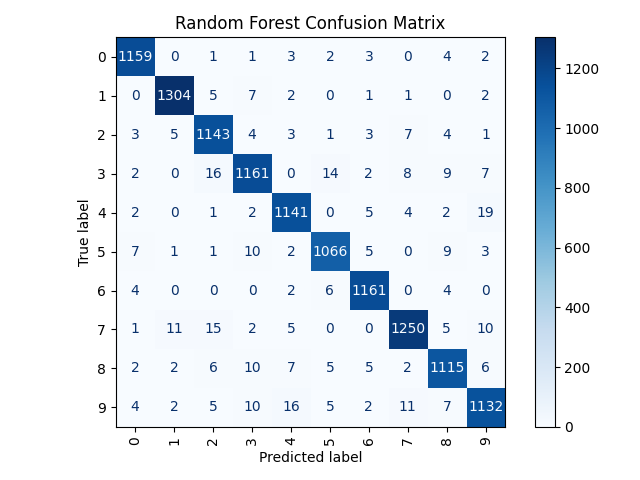 Random Forest Confusion Matrix
0 1159 0 1 1 3 2 3 0 4 2
1 0 1304 5 7 2 0 1 1 0 2
2 3 5 1143 4 3 1 3 7 4 1
3 2 0 16 1161 0 14 2 8 9 7
4 2 0 1 2 1141 0 5 4 2 19
5 7 1 1 10 2 1066 5 0 9 3
6 4 0 0 0 2 6 1161 0 4 0
7 1 11 15 2 5 0 0 1250 5 10
8 2 2 6 10 7 5 5 2 1115 6
9 4 2 5 10 16 5 2 11 7 1132
0 1 2 3 4 5 6 7 8 9
True label
Predicted label
1200
1000
800
600
400
200
0